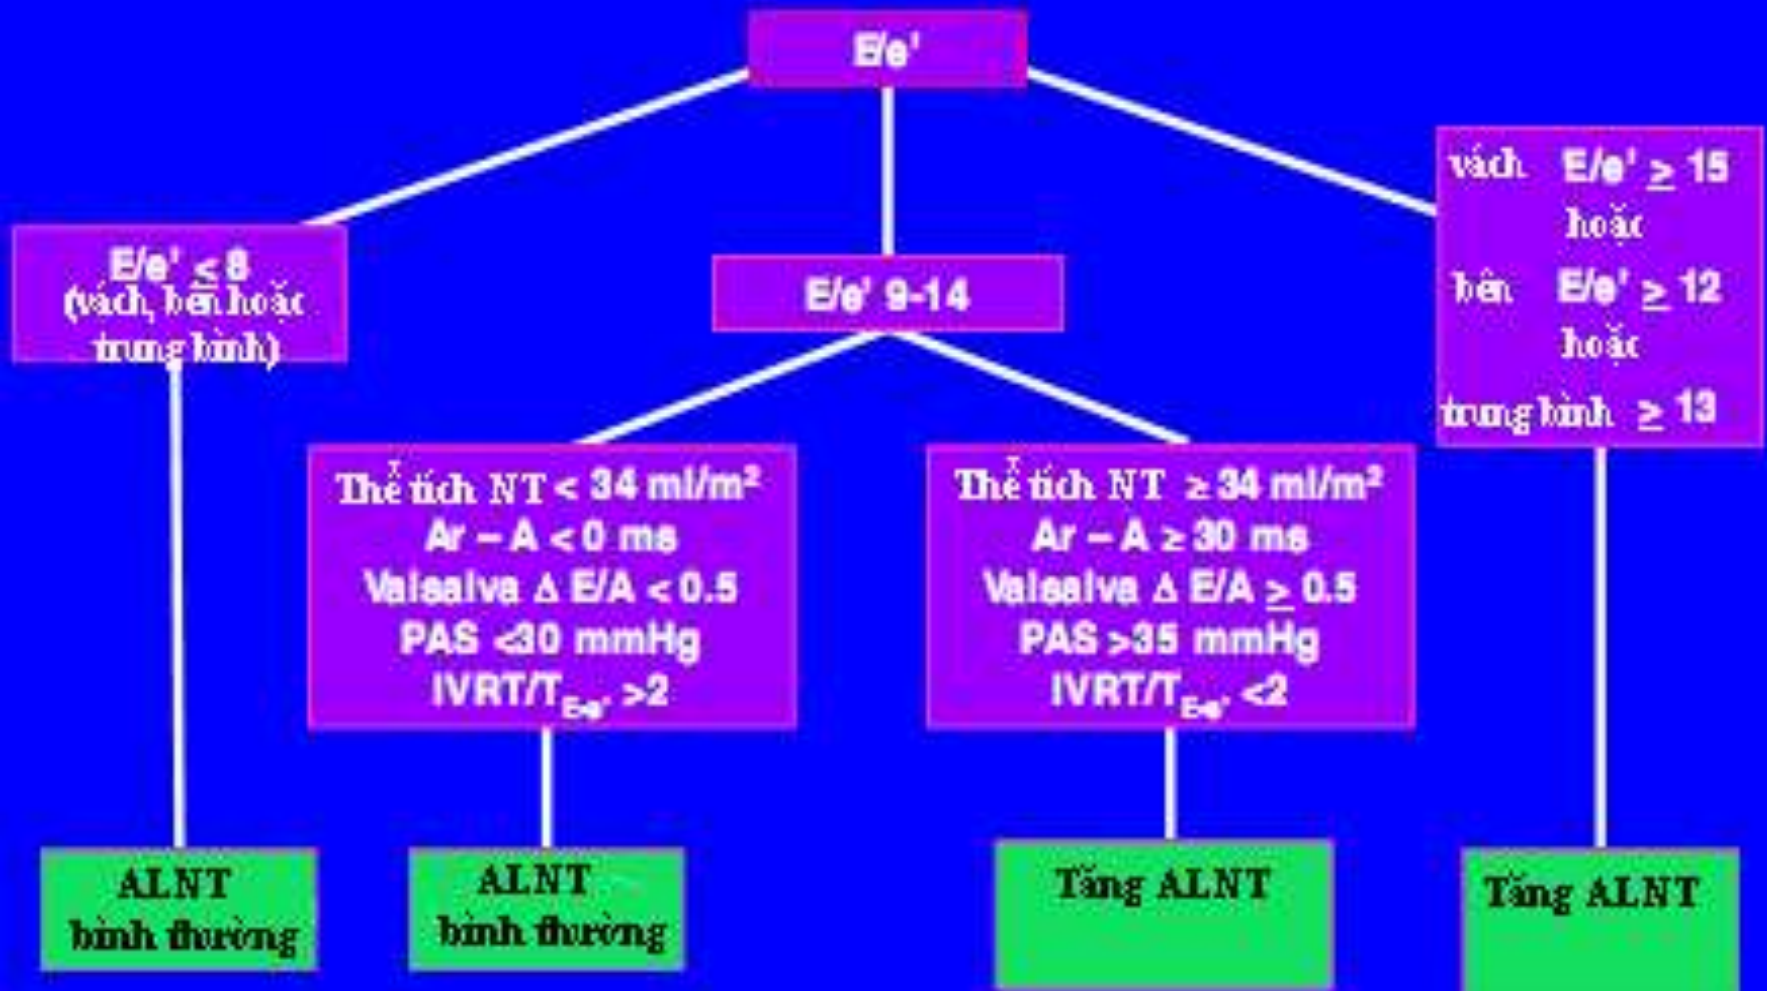 E/e'
E/e' ≤ 8
(vách, bên hoặc
trung bình)
E/e' 9-14
vách E/e' ≥ 15
hoặc
bên E/e' ≥ 12
hoặc
trung bình ≥ 13
Thể tích NT < 34 ml/m²
Ar – A < 0 ms
Valsalva Δ E/A < 0.5
PAS <30 mmHg
IVRT/T_E-e' >2
Thể tích NT ≥ 34 ml/m²
Ar – A ≥ 30 ms
Valsalva Δ E/A ≥ 0.5
PAS >35 mmHg
IVRT/T_E-e' <2
ALNT
bình thường
ALNT
bình thường
Tăng ALNT
Tăng ALNT